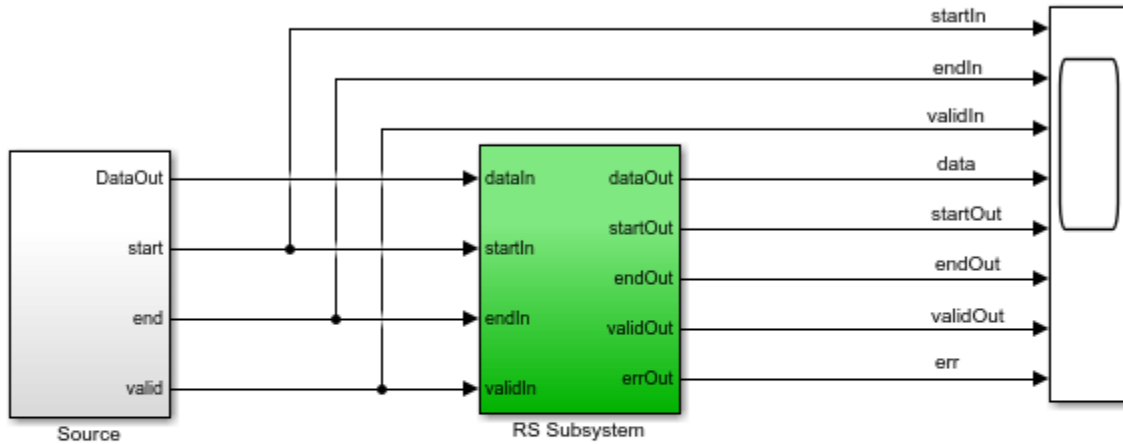 startIn
endIn
validIn
DataOut
dataIn
dataOut
data
start
startIn
startOut
startOut
endOut
endOut
end
endIn
validOut
validOut
valid
validIn
errOut
err
Source
RS Subsystem